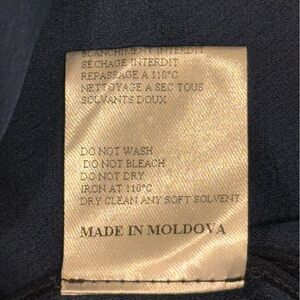 BLANCHIMENT INTERDIT
SECHAGE INTERDIT
REPASSAGE A 110°C
NETTOYAGE A SEC TOUS
SOLVANTS DOUX
DO NOT WASH
DO NOT BLEACH
DO NOT DRY
IRON AT 110°C
DRY CLEAN ANY SOFT SOLVENT
MADE IN MOLDOVA